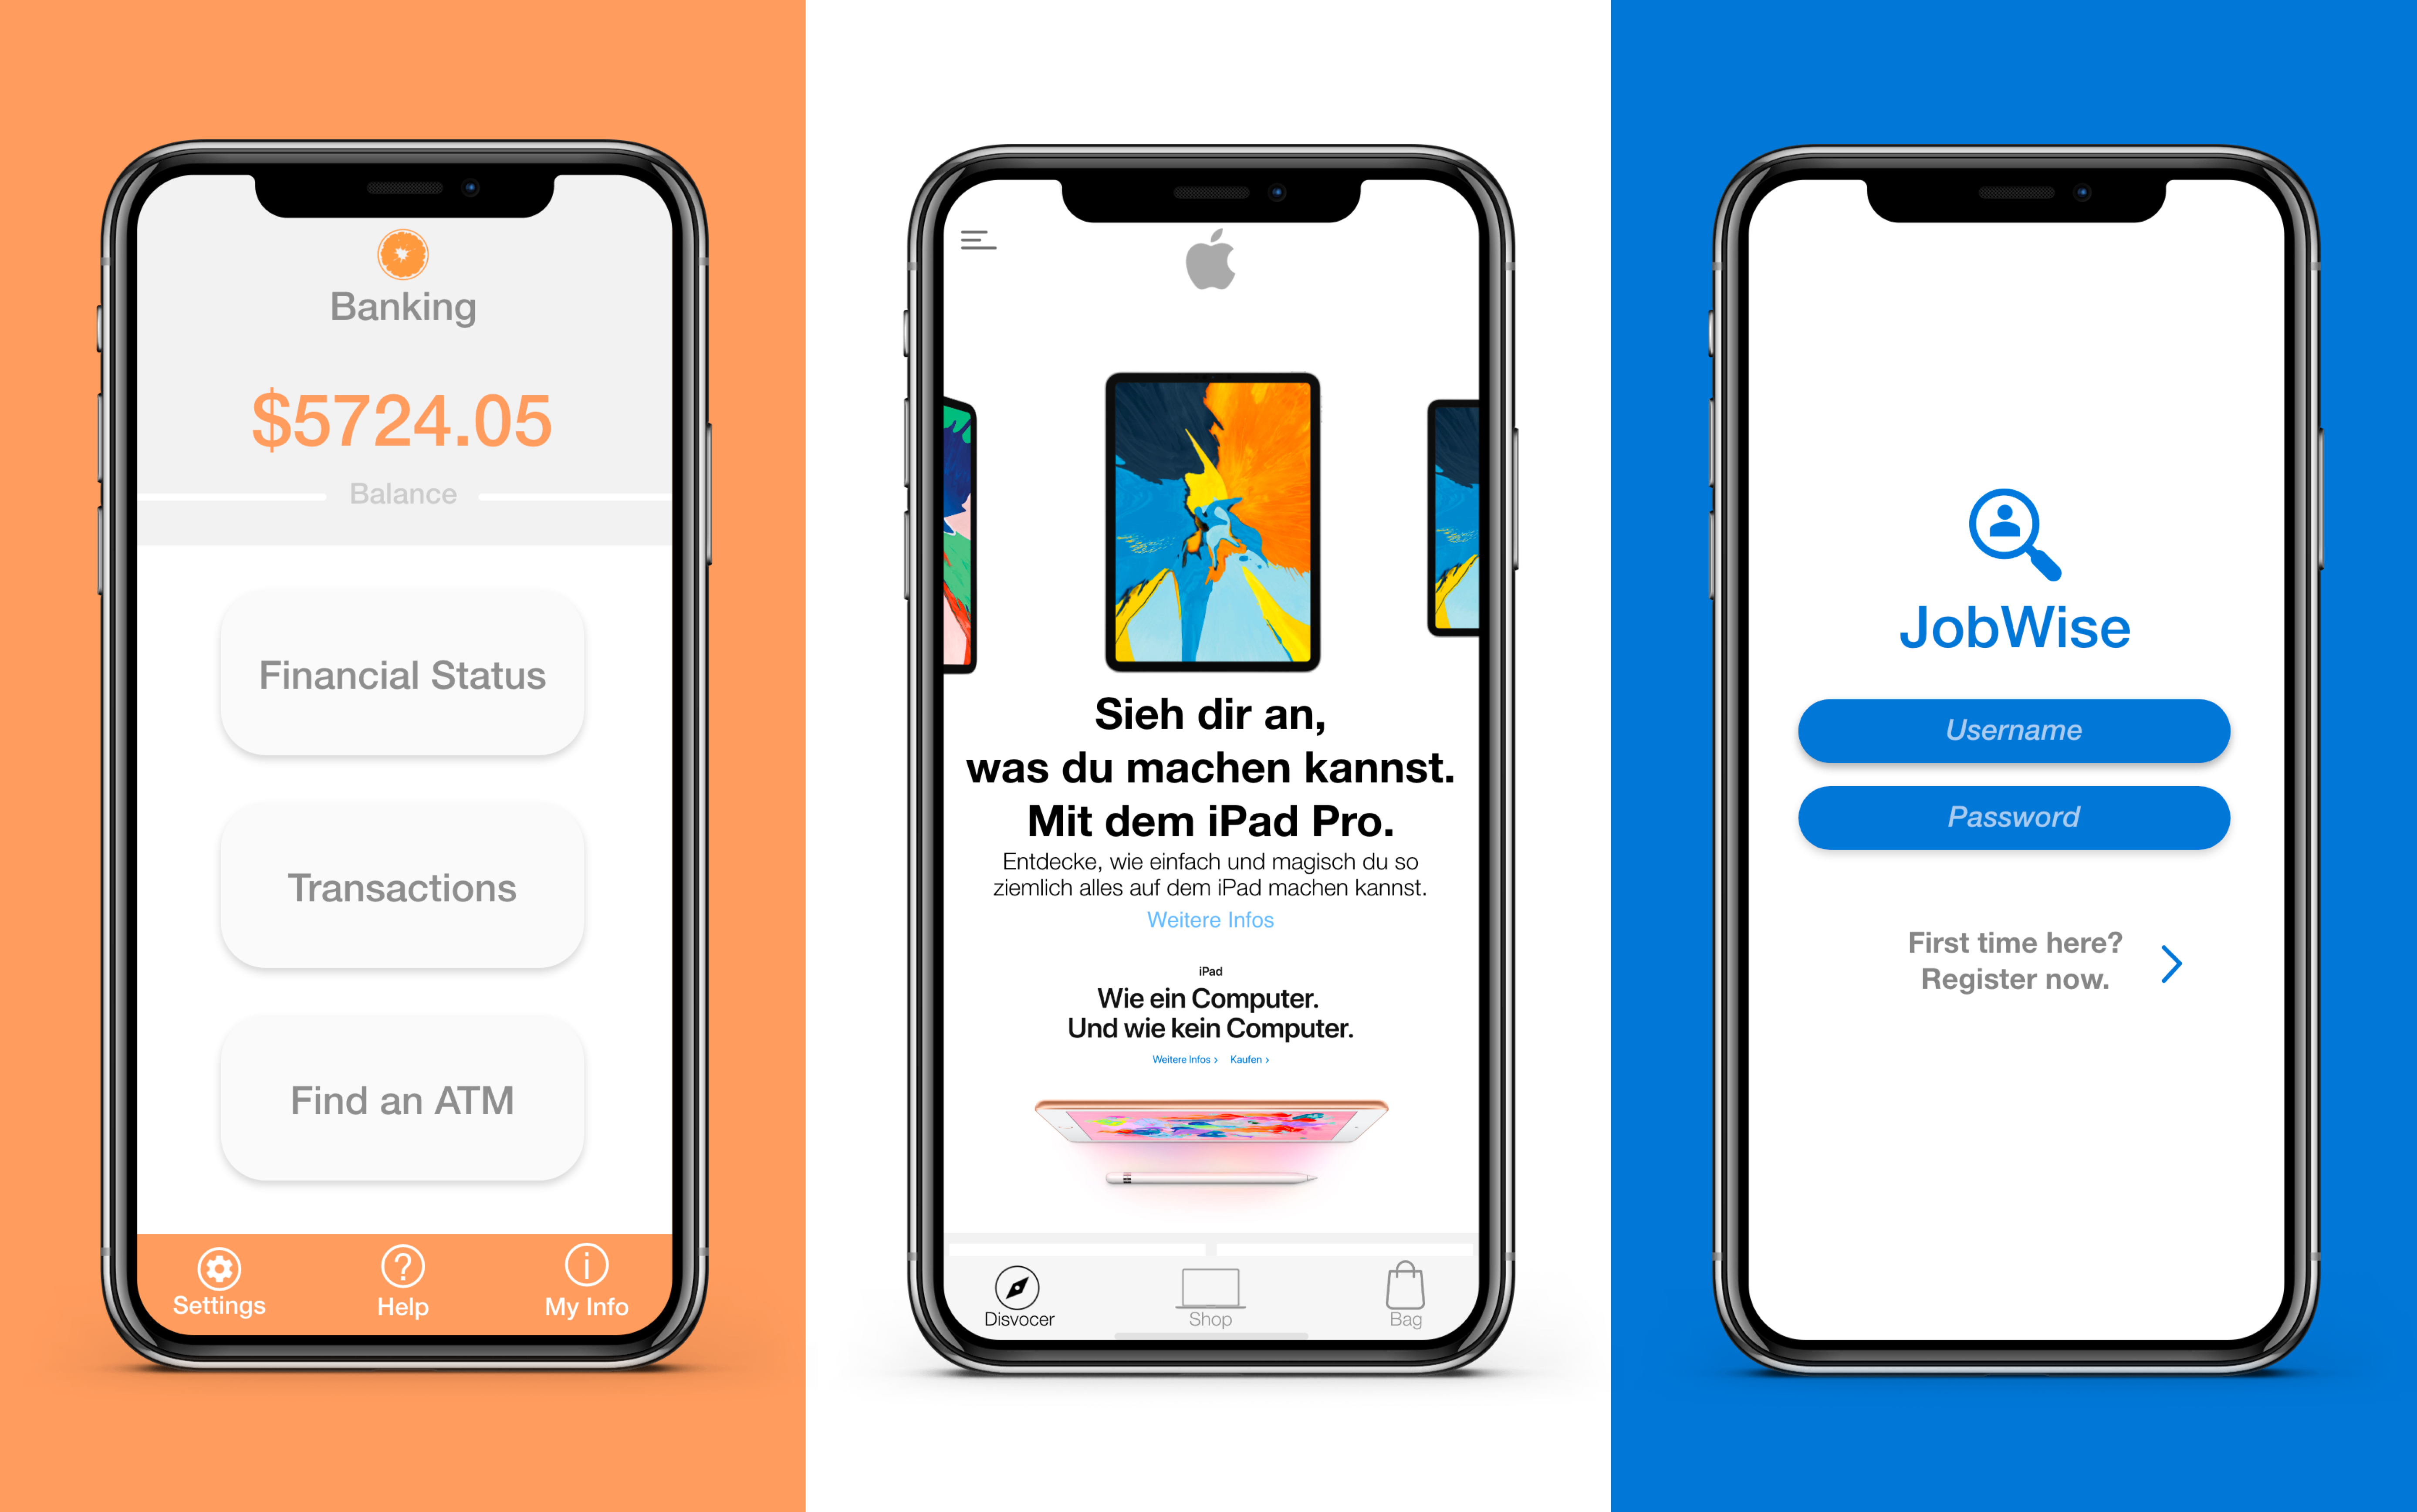 Banking
$5724.05
Balance
Financial Status
Transactions
Find an ATM
Settings
Help
My Info
Sieh dir an,
was du machen kannst.
Mit dem iPad Pro.
Entdecke, wie einfach und magisch du so
ziemlich alles auf dem iPad machen kannst.
Weitere Infos
iPad
Wie ein Computer.
Und wie kein Computer.
Weitere Infos › Kaufen ›
Disvocer
Shop
Bag
JobWise
Username
Password
First time here?
Register now.